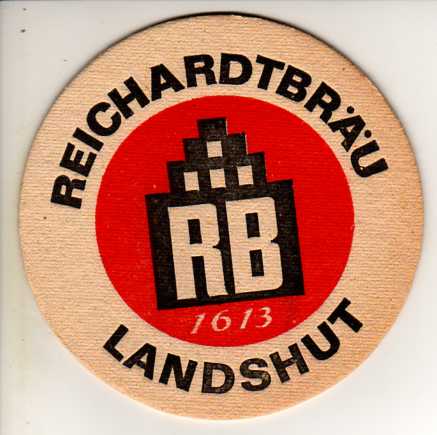 REICHARDTBRÄU
RB
1613
LANDSHUT